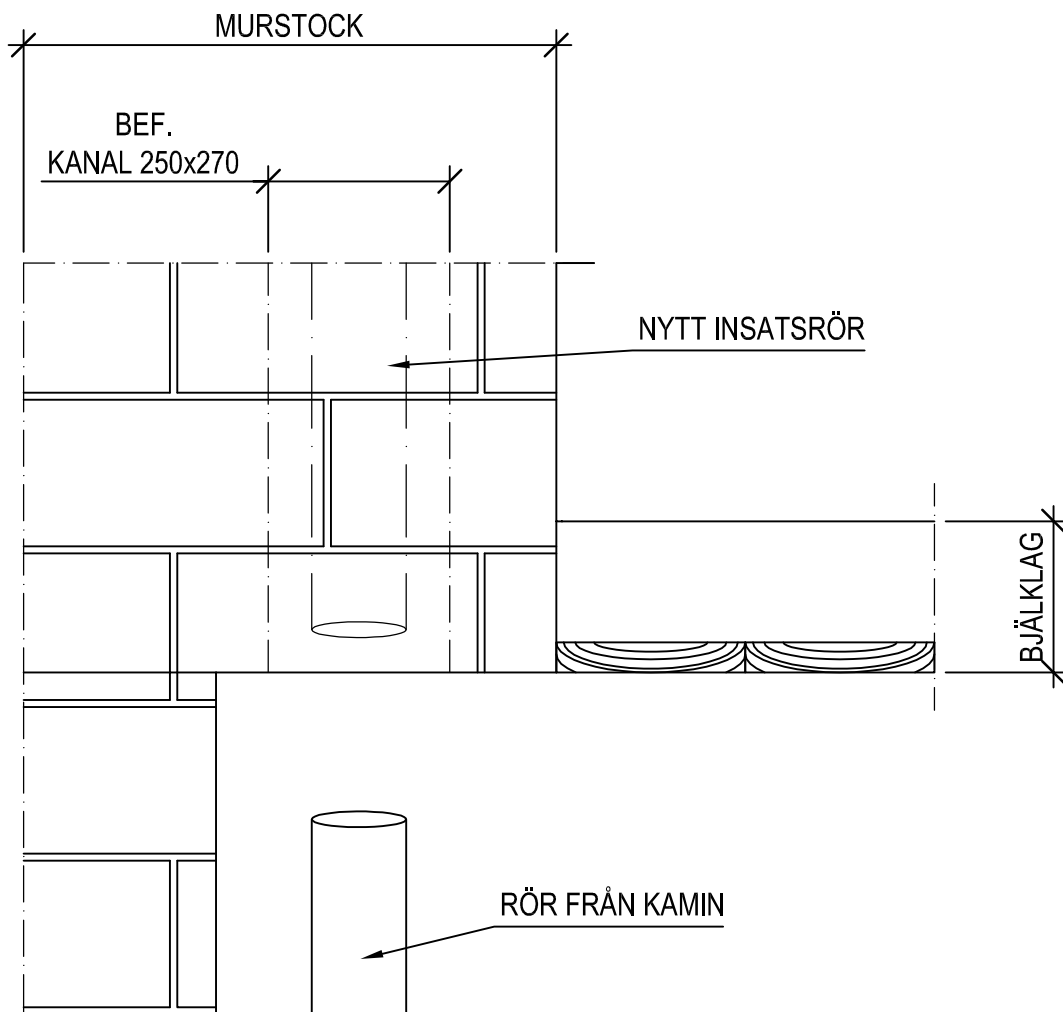 MURSTOCK
BEF.
KANAL 250x270
NYTT INSATSRÖR
BJÄLKLAG
RÖR FRÅN KAMIN